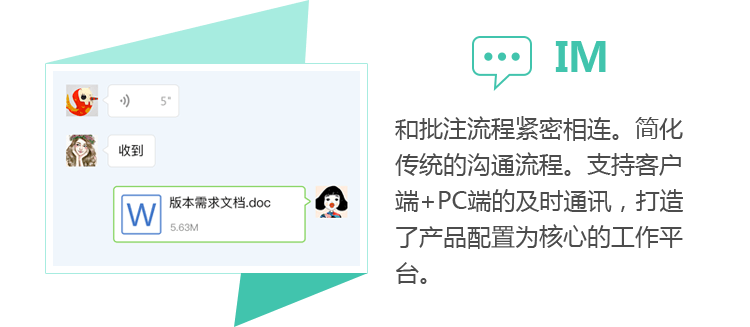 5"
收到
W
版本需求文档.doc
5.63M
IM
和批注流程紧密相连。简化
传统的沟通流程。支持客户
端+PC端的及时通讯，打造
了产品配置为核心的工作平
台。